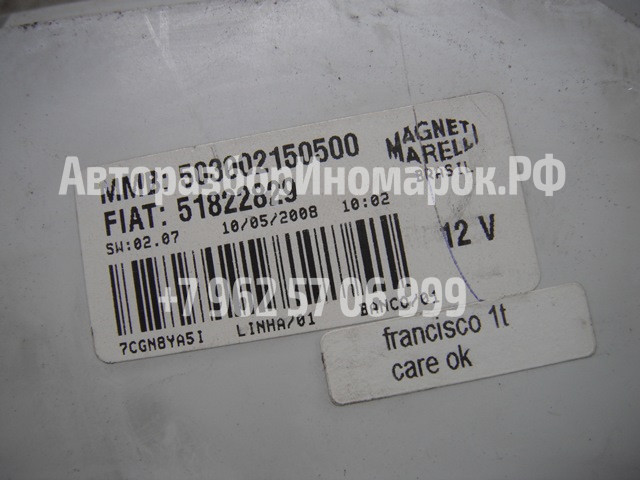 MMB: 503002150500
MAGNETI
MARELLI
BRASIL
АвторазборИномарок.РФ
FIAT: 51822829
SW:02.07 10/05/2008 10:02
12 V
+7 962 57 06 999
7CGN8YA5I LINHA/01 BANCO/01
francisco 1t
care ok